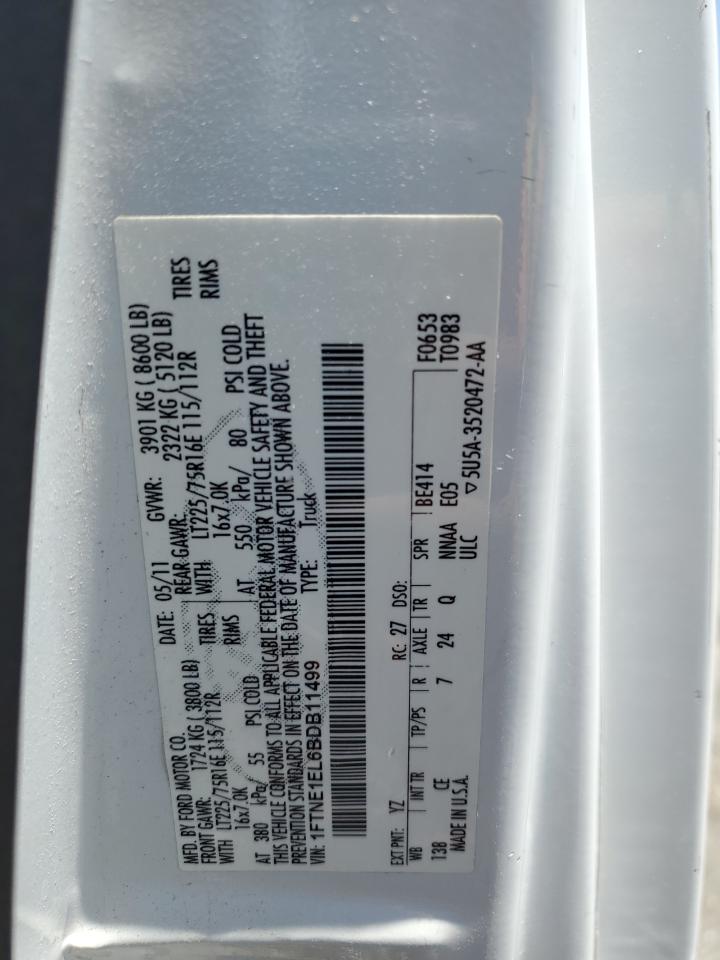 MFD. BY FORD MOTOR CO.
DATE: 05/11 GVWR: 3901 KG ( 8600 LB)
FRONT GAWR: 1724 KG ( 3800 LB) REAR GAWR: 2322 KG ( 5120 LB)
WITH LT225/75R16E 115/112R TIRES WITH LT225/75R16E 115/112R TIRES
16x7.0K RIMS 16x7.0K RIMS
AT 380 kPa/ 55 PSI COLD AT 550 kPa/ 80 PSI COLD
THIS VEHICLE CONFORMS TO ALL APPLICABLE FEDERAL MOTOR VEHICLE SAFETY AND THEFT
PREVENTION STANDARDS IN EFFECT ON THE DATE OF MANUFACTURE SHOWN ABOVE.
VIN: 1FTNE1EL6BDB11499 TYPE: Truck
EXT PNT: YZ RC: 27 DSO: F0653
WB INT TR TP/PS R AXLE TR SPR BE414 T0983
138 CE 7 24 Q NNAA E05
MADE IN U.S.A. ULC ▽5U5A-3520472-AA